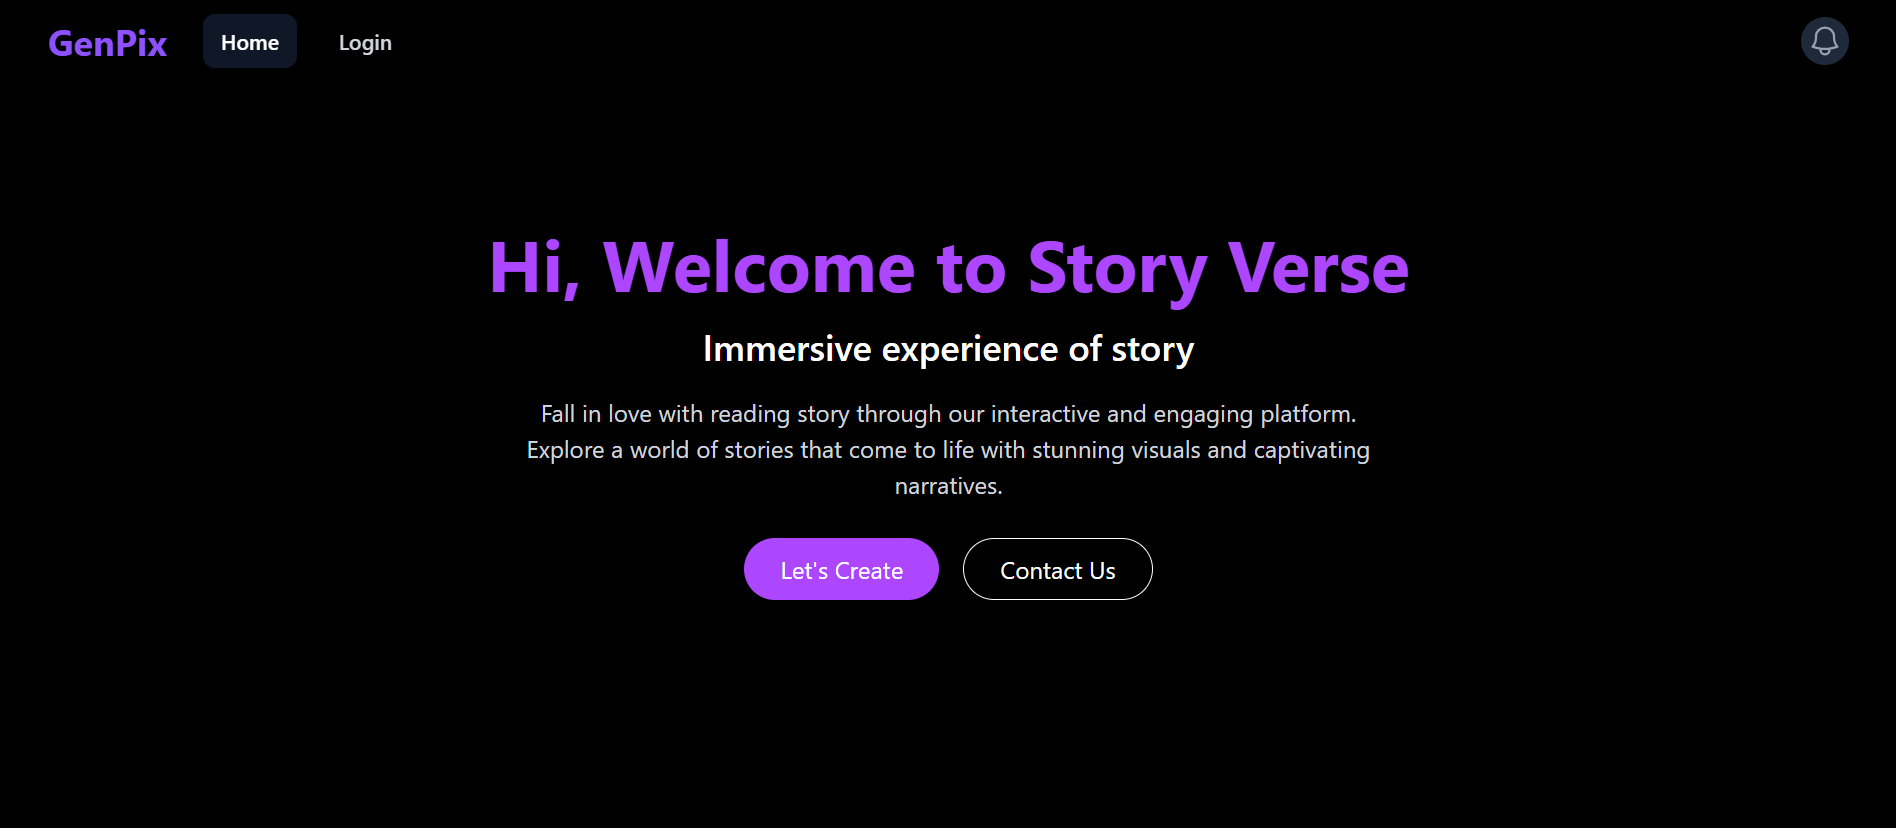 GenPix
Home
Login
Hi, Welcome to Story Verse
Immersive experience of story
Fall in love with reading story through our interactive and engaging platform.
Explore a world of stories that come to life with stunning visuals and captivating
narratives.
Let's Create
Contact Us